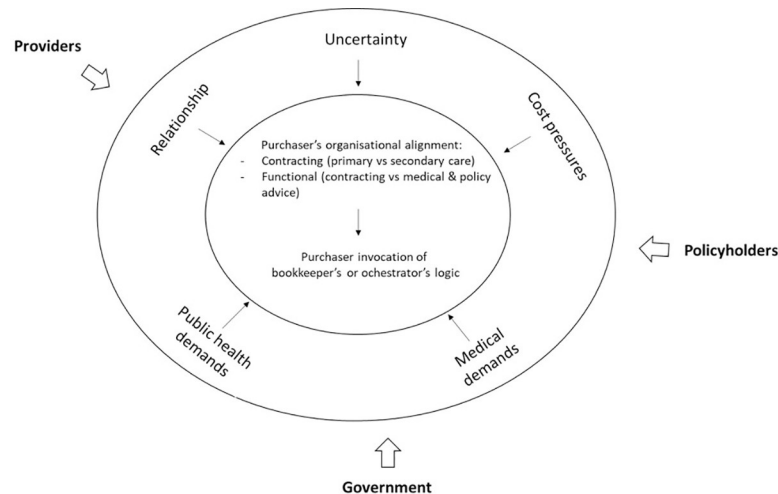 Providers
Uncertainty
Relationship
Cost pressures
Purchaser's organisational alignment:
- Contracting (primary vs secondary care)
- Functional (contracting vs medical & policy
advice)
Policyholders
Purchaser invocation of
bookkeeper's or ochestrator's logic
Public health
demands
Medical
demands
Government